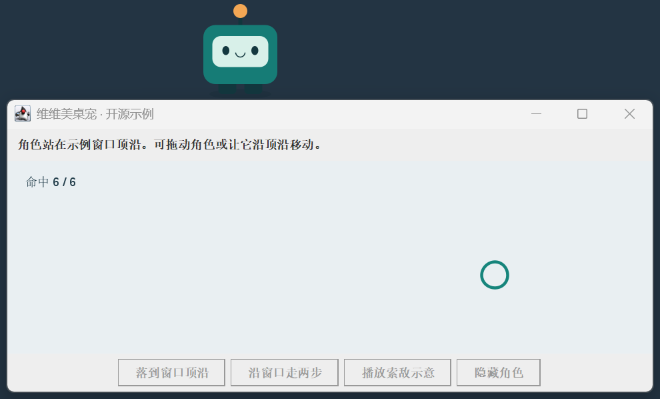 维维美桌宠 · 开源示例
角色站在示例窗口顶沿。可拖动角色或让它沿顶沿移动。
命中 6 / 6
落到窗口顶沿
沿窗口走两步
播放索敌示意
隐藏角色